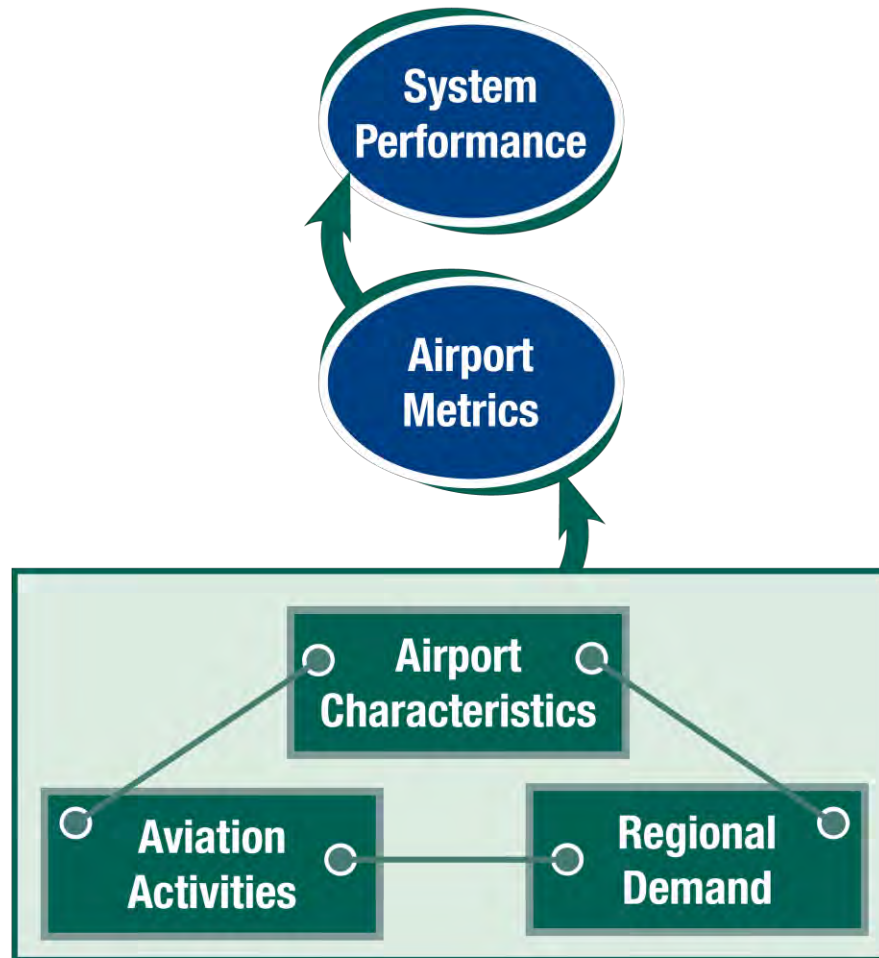 System
Performance
Airport
Metrics
Airport
Characteristics
Aviation
Activities
Regional
Demand